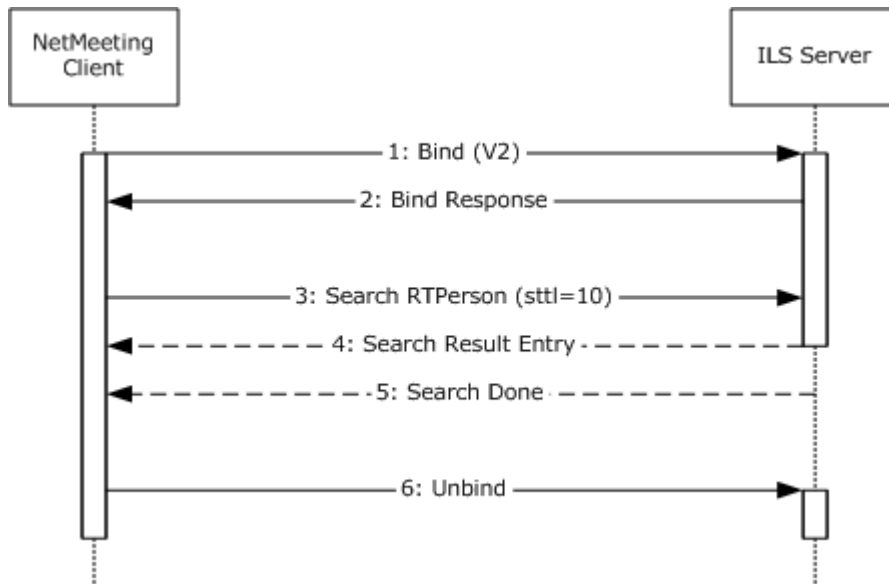 NetMeeting
Client
ILS Server
1: Bind (V2)
2: Bind Response
3: Search RTPerson (sttl=10)
4: Search Result Entry
5: Search Done
6: Unbind